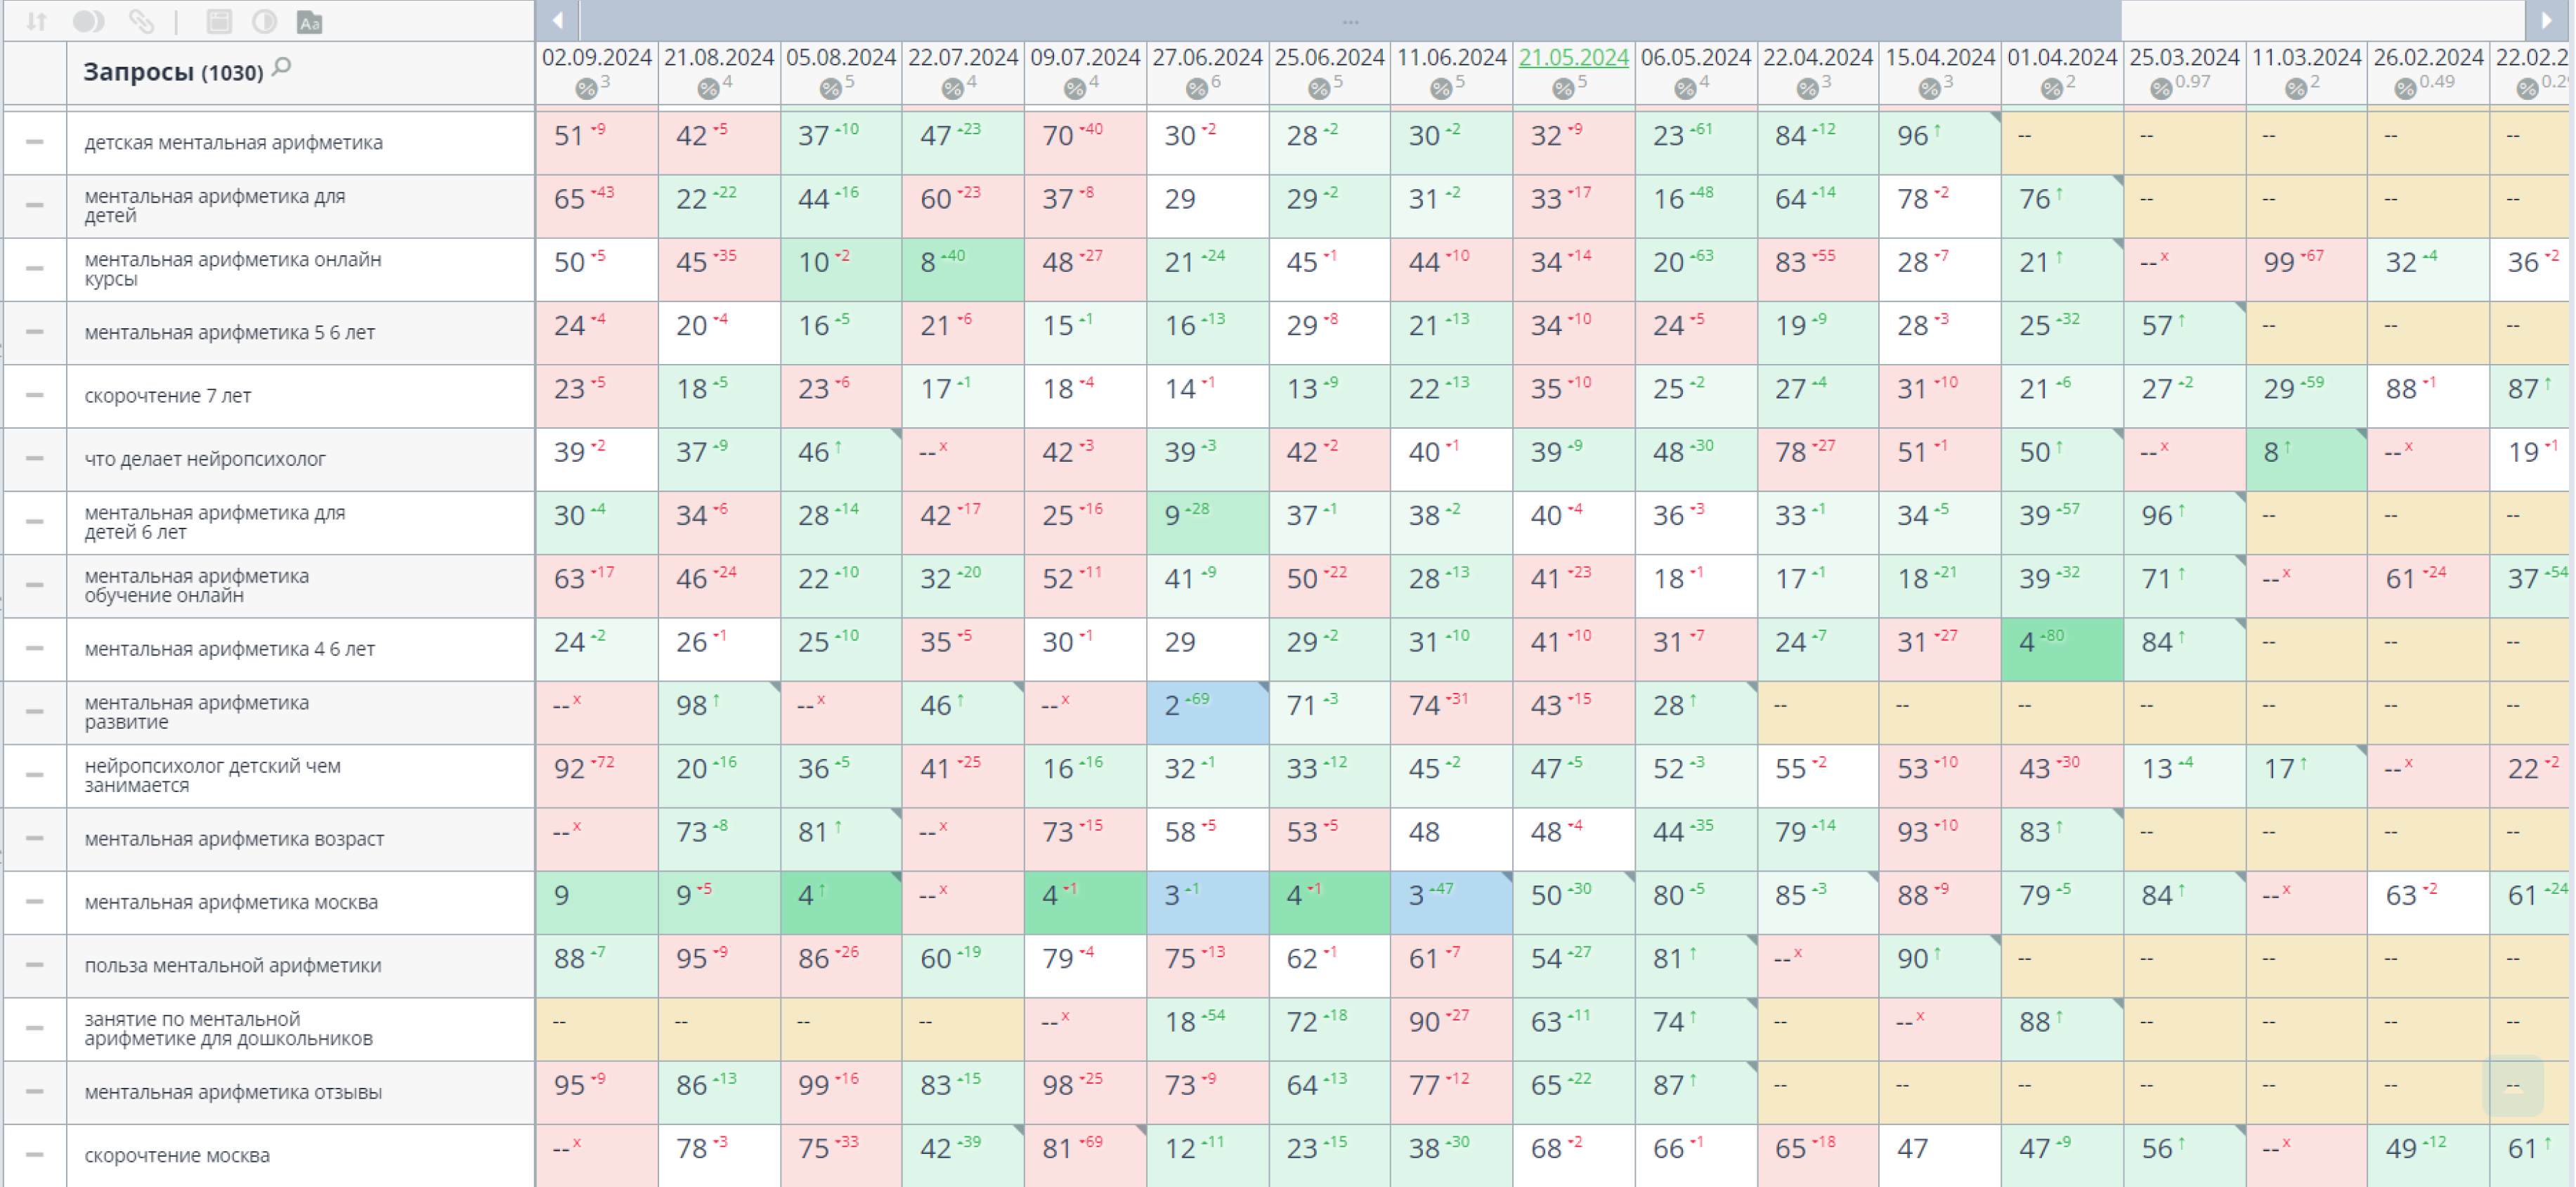 Aa
...
Запросы (1030)
02.09.2024 21.08.2024 05.08.2024 22.07.2024 09.07.2024 27.06.2024 25.06.2024 11.06.2024 21.05.2024 06.05.2024 22.04.2024 15.04.2024 01.04.2024 25.03.2024 11.03.2024 26.02.2024 22.02.2
% 3 % 4 % 5 % 4 % 4 % 6 % 5 % 5 % 5 % 4 % 3 % 3 % 2 % 0.97 % 2 % 0.49 % 0.2
детская ментальная арифметика
51 -9 42 -5 37 -10 47 -23 70 -40 30 -2 28 -2 30 -2 32 -9 23 -61 84 -12 96 ↑ -- -- -- -- --
ментальная арифметика для
детей
65 -43 22 -22 44 -16 60 -23 37 -8 29 29 -2 31 -2 33 -17 16 -48 64 -14 78 -2 76 ↑ -- -- -- --
ментальная арифметика онлайн
курсы
50 -5 45 -35 10 -2 8 -40 48 -27 21 -24 45 -1 44 -10 34 -14 20 -63 83 -55 28 -7 21 ↑ -- x 99 -67 32 -4 36 -2
ментальная арифметика 5 6 лет
24 -4 20 -4 16 -5 21 -6 15 -1 16 -13 29 -8 21 -13 34 -10 24 -5 19 -9 28 -3 25 -32 57 ↑ -- -- --
скорочтение 7 лет
23 -5 18 -5 23 -6 17 -1 18 -4 14 -1 13 -9 22 -13 35 -10 25 -2 27 -4 31 -10 21 -6 27 -2 29 -59 88 -1 87 ↑
что делает нейропсихолог
39 -2 37 -9 46 ↑ -- x 42 -3 39 -3 42 -2 40 -1 39 -9 48 -30 78 -27 51 -1 50 ↑ -- x 8 ↑ -- x 19 -1
ментальная арифметика для
детей 6 лет
30 -4 34 -6 28 -14 42 -17 25 -16 9 -28 37 -1 38 -2 40 -4 36 -3 33 -1 34 -5 39 -57 96 ↑ -- -- --
ментальная арифметика
обучение онлайн
63 -17 46 -24 22 -10 32 -20 52 -11 41 -9 50 -22 28 -13 41 -23 18 -1 17 -1 18 -21 39 -32 71 ↑ -- x 61 -24 37 -54
ментальная арифметика 4 6 лет
24 -2 26 -1 25 -10 35 -5 30 -1 29 29 -2 31 -10 41 -10 31 -7 24 -7 31 -27 4 -80 84 ↑ -- -- --
ментальная арифметика
развитие
-- x 98 ↑ -- x 46 ↑ -- x 2 -69 71 -3 74 -31 43 -15 28 ↑ -- -- -- -- -- -- --
нейропсихолог детский чем
занимается
92 -72 20 -16 36 -5 41 -25 16 -16 32 -1 33 -12 45 -2 47 -5 52 -3 55 -2 53 -10 43 -30 13 -4 17 ↑ -- x 22 -2
ментальная арифметика возраст
-- x 73 -8 81 ↑ -- x 73 -15 58 -5 53 -5 48 48 -4 44 -35 79 -14 93 -10 83 ↑ -- -- -- --
ментальная арифметика москва
9 9 -5 4 ↑ -- x 4 -1 3 -1 4 -1 3 -47 50 -30 80 -5 85 -3 88 -9 79 -5 84 ↑ -- x 63 -2 61 -24
польза ментальной арифметики
88 -7 95 -9 86 -26 60 -19 79 -4 75 -13 62 -1 61 -7 54 -27 81 ↑ -- x 90 ↑ -- -- -- -- --
занятие по ментальной
арифметике для дошкольников
-- -- -- -- -- x 18 -54 72 -18 90 -27 63 -11 74 ↑ -- -- x 88 ↑ -- -- -- --
ментальная арифметика отзывы
95 -9 86 -13 99 -16 83 -15 98 -25 73 -9 64 -13 77 -12 65 -22 87 ↑ -- -- -- -- -- -- --
скорочтение москва
-- x 78 -3 75 -33 42 -39 81 -69 12 -11 23 -15 38 -30 68 -2 66 -1 65 -18 47 47 -9 56 ↑ -- x 49 -12 61 ↑